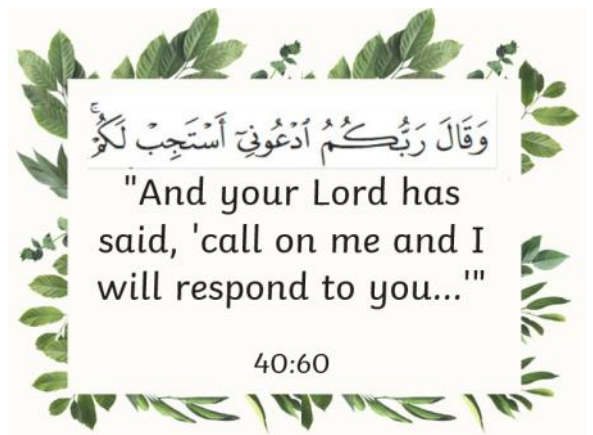 وَقَالَ رَبُّكُمُ ٱدْعُونِىٓ أَسْتَجِبْ لَكُمْ ۚ
"And your Lord has
said, 'call on me and I
will respond to you...'"
40:60